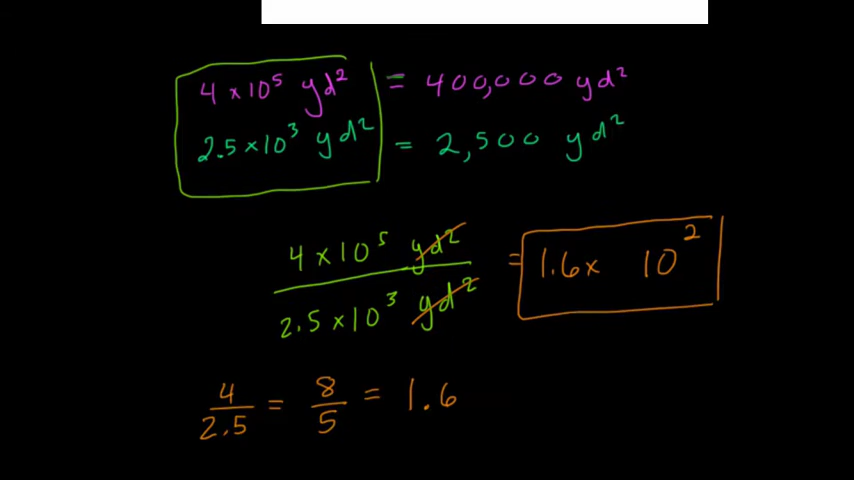 4 × 10⁵ yd² = 400,000 yd²
2.5 × 10³ yd² = 2,500 yd²
4 × 10⁵ yd²
2.5 × 10³ yd²
= 1.6 × 10²
4/2.5 = 8/5 = 1.6